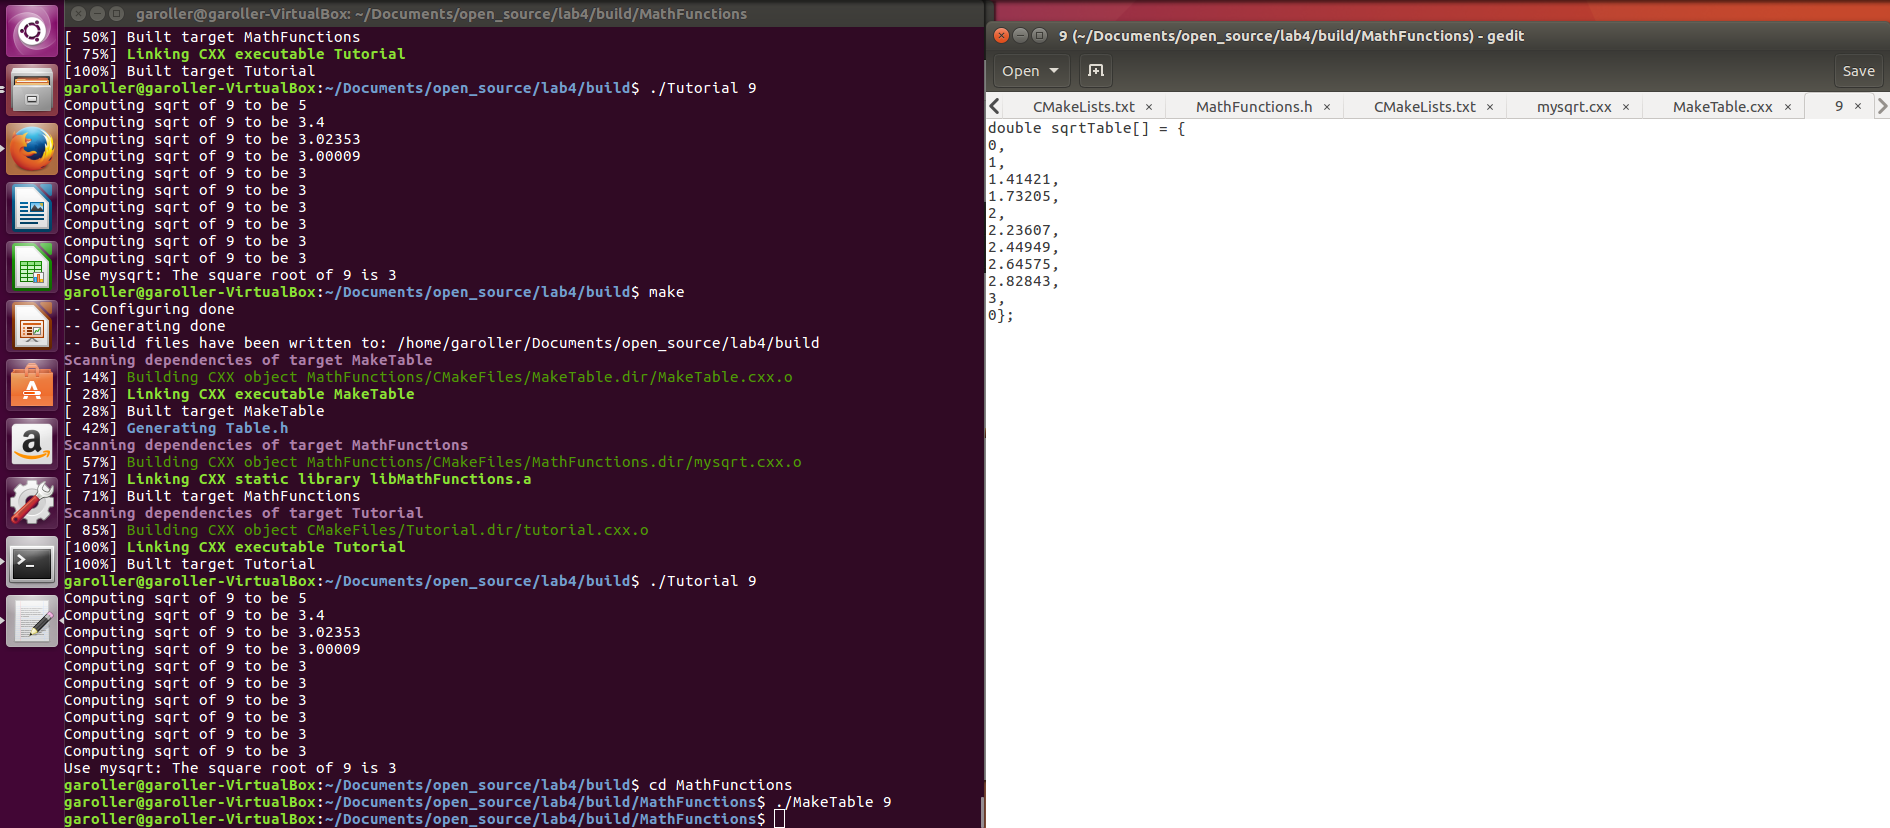 garoller@garoller-VirtualBox: ~/Documents/open_source/lab4/build/MathFunctions
[ 50%] Built target MathFunctions
[ 75%] Linking CXX executable Tutorial
[100%] Built target Tutorial
garoller@garoller-VirtualBox:~/Documents/open_source/lab4/build$ ./Tutorial 9
Computing sqrt of 9 to be 5
Computing sqrt of 9 to be 3.4
Computing sqrt of 9 to be 3.02353
Computing sqrt of 9 to be 3.00009
Computing sqrt of 9 to be 3
Computing sqrt of 9 to be 3
Computing sqrt of 9 to be 3
Computing sqrt of 9 to be 3
Computing sqrt of 9 to be 3
Computing sqrt of 9 to be 3
Use mysqrt: The square root of 9 is 3
garoller@garoller-VirtualBox:~/Documents/open_source/lab4/build$ make
-- Configuring done
-- Generating done
-- Build files have been written to: /home/garoller/Documents/open_source/lab4/build
Scanning dependencies of target MakeTable
[ 14%] Building CXX object MathFunctions/CMakeFiles/MakeTable.dir/MakeTable.cxx.o
[ 28%] Linking CXX executable MakeTable
[ 28%] Built target MakeTable
[ 42%] Generating Table.h
Scanning dependencies of target MathFunctions
[ 57%] Building CXX object MathFunctions/CMakeFiles/MathFunctions.dir/mysqrt.cxx.o
[ 71%] Linking CXX static library libMathFunctions.a
[ 71%] Built target MathFunctions
Scanning dependencies of target Tutorial
[ 85%] Building CXX object CMakeFiles/Tutorial.dir/tutorial.cxx.o
[100%] Linking CXX executable Tutorial
[100%] Built target Tutorial
garoller@garoller-VirtualBox:~/Documents/open_source/lab4/build$ ./Tutorial 9
Computing sqrt of 9 to be 5
Computing sqrt of 9 to be 3.4
Computing sqrt of 9 to be 3.02353
Computing sqrt of 9 to be 3.00009
Computing sqrt of 9 to be 3
Computing sqrt of 9 to be 3
Computing sqrt of 9 to be 3
Computing sqrt of 9 to be 3
Computing sqrt of 9 to be 3
Computing sqrt of 9 to be 3
Use mysqrt: The square root of 9 is 3
garoller@garoller-VirtualBox:~/Documents/open_source/lab4/build$ cd MathFunctions
garoller@garoller-VirtualBox:~/Documents/open_source/lab4/build/MathFunctions$ ./MakeTable 9
garoller@garoller-VirtualBox:~/Documents/open_source/lab4/build/MathFunctions$
9 (~/Documents/open_source/lab4/build/MathFunctions) - gedit
Open Save
CMakeLists.txt × MathFunctions.h × CMakeLists.txt × mysqrt.cxx × MakeTable.cxx × 9 ×
double sqrtTable[] = {
0,
1,
1.41421,
1.73205,
2,
2.23607,
2.44949,
2.64575,
2.82843,
3,
0};